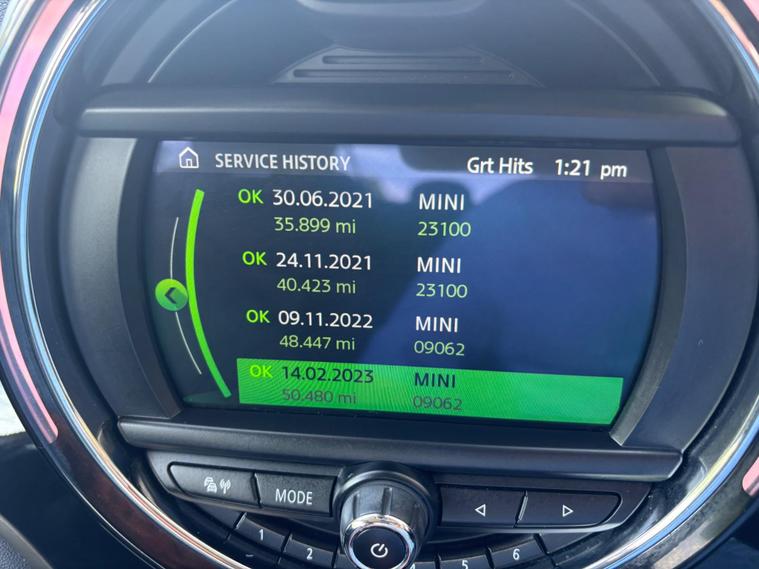 SERVICE HISTORY Grt Hits 1:21 pm
OK 30.06.2021 MINI
35.899 mi 23100
OK 24.11.2021 MINI
40.423 mi 23100
OK 09.11.2022 MINI
48.447 mi 09062
OK 14.02.2023 MINI
50.480 mi 09062
MODE
1 2 4 5 6